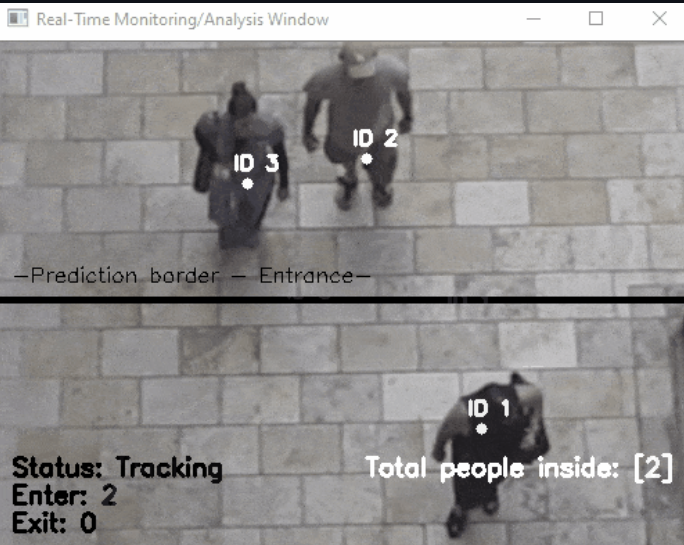 Real-Time Monitoring/Analysis Window
ID 2
ID 3
-Prediction border - Entrance-
ID 1
Status: Tracking
Total people inside: [2]
Enter: 2
Exit: 0